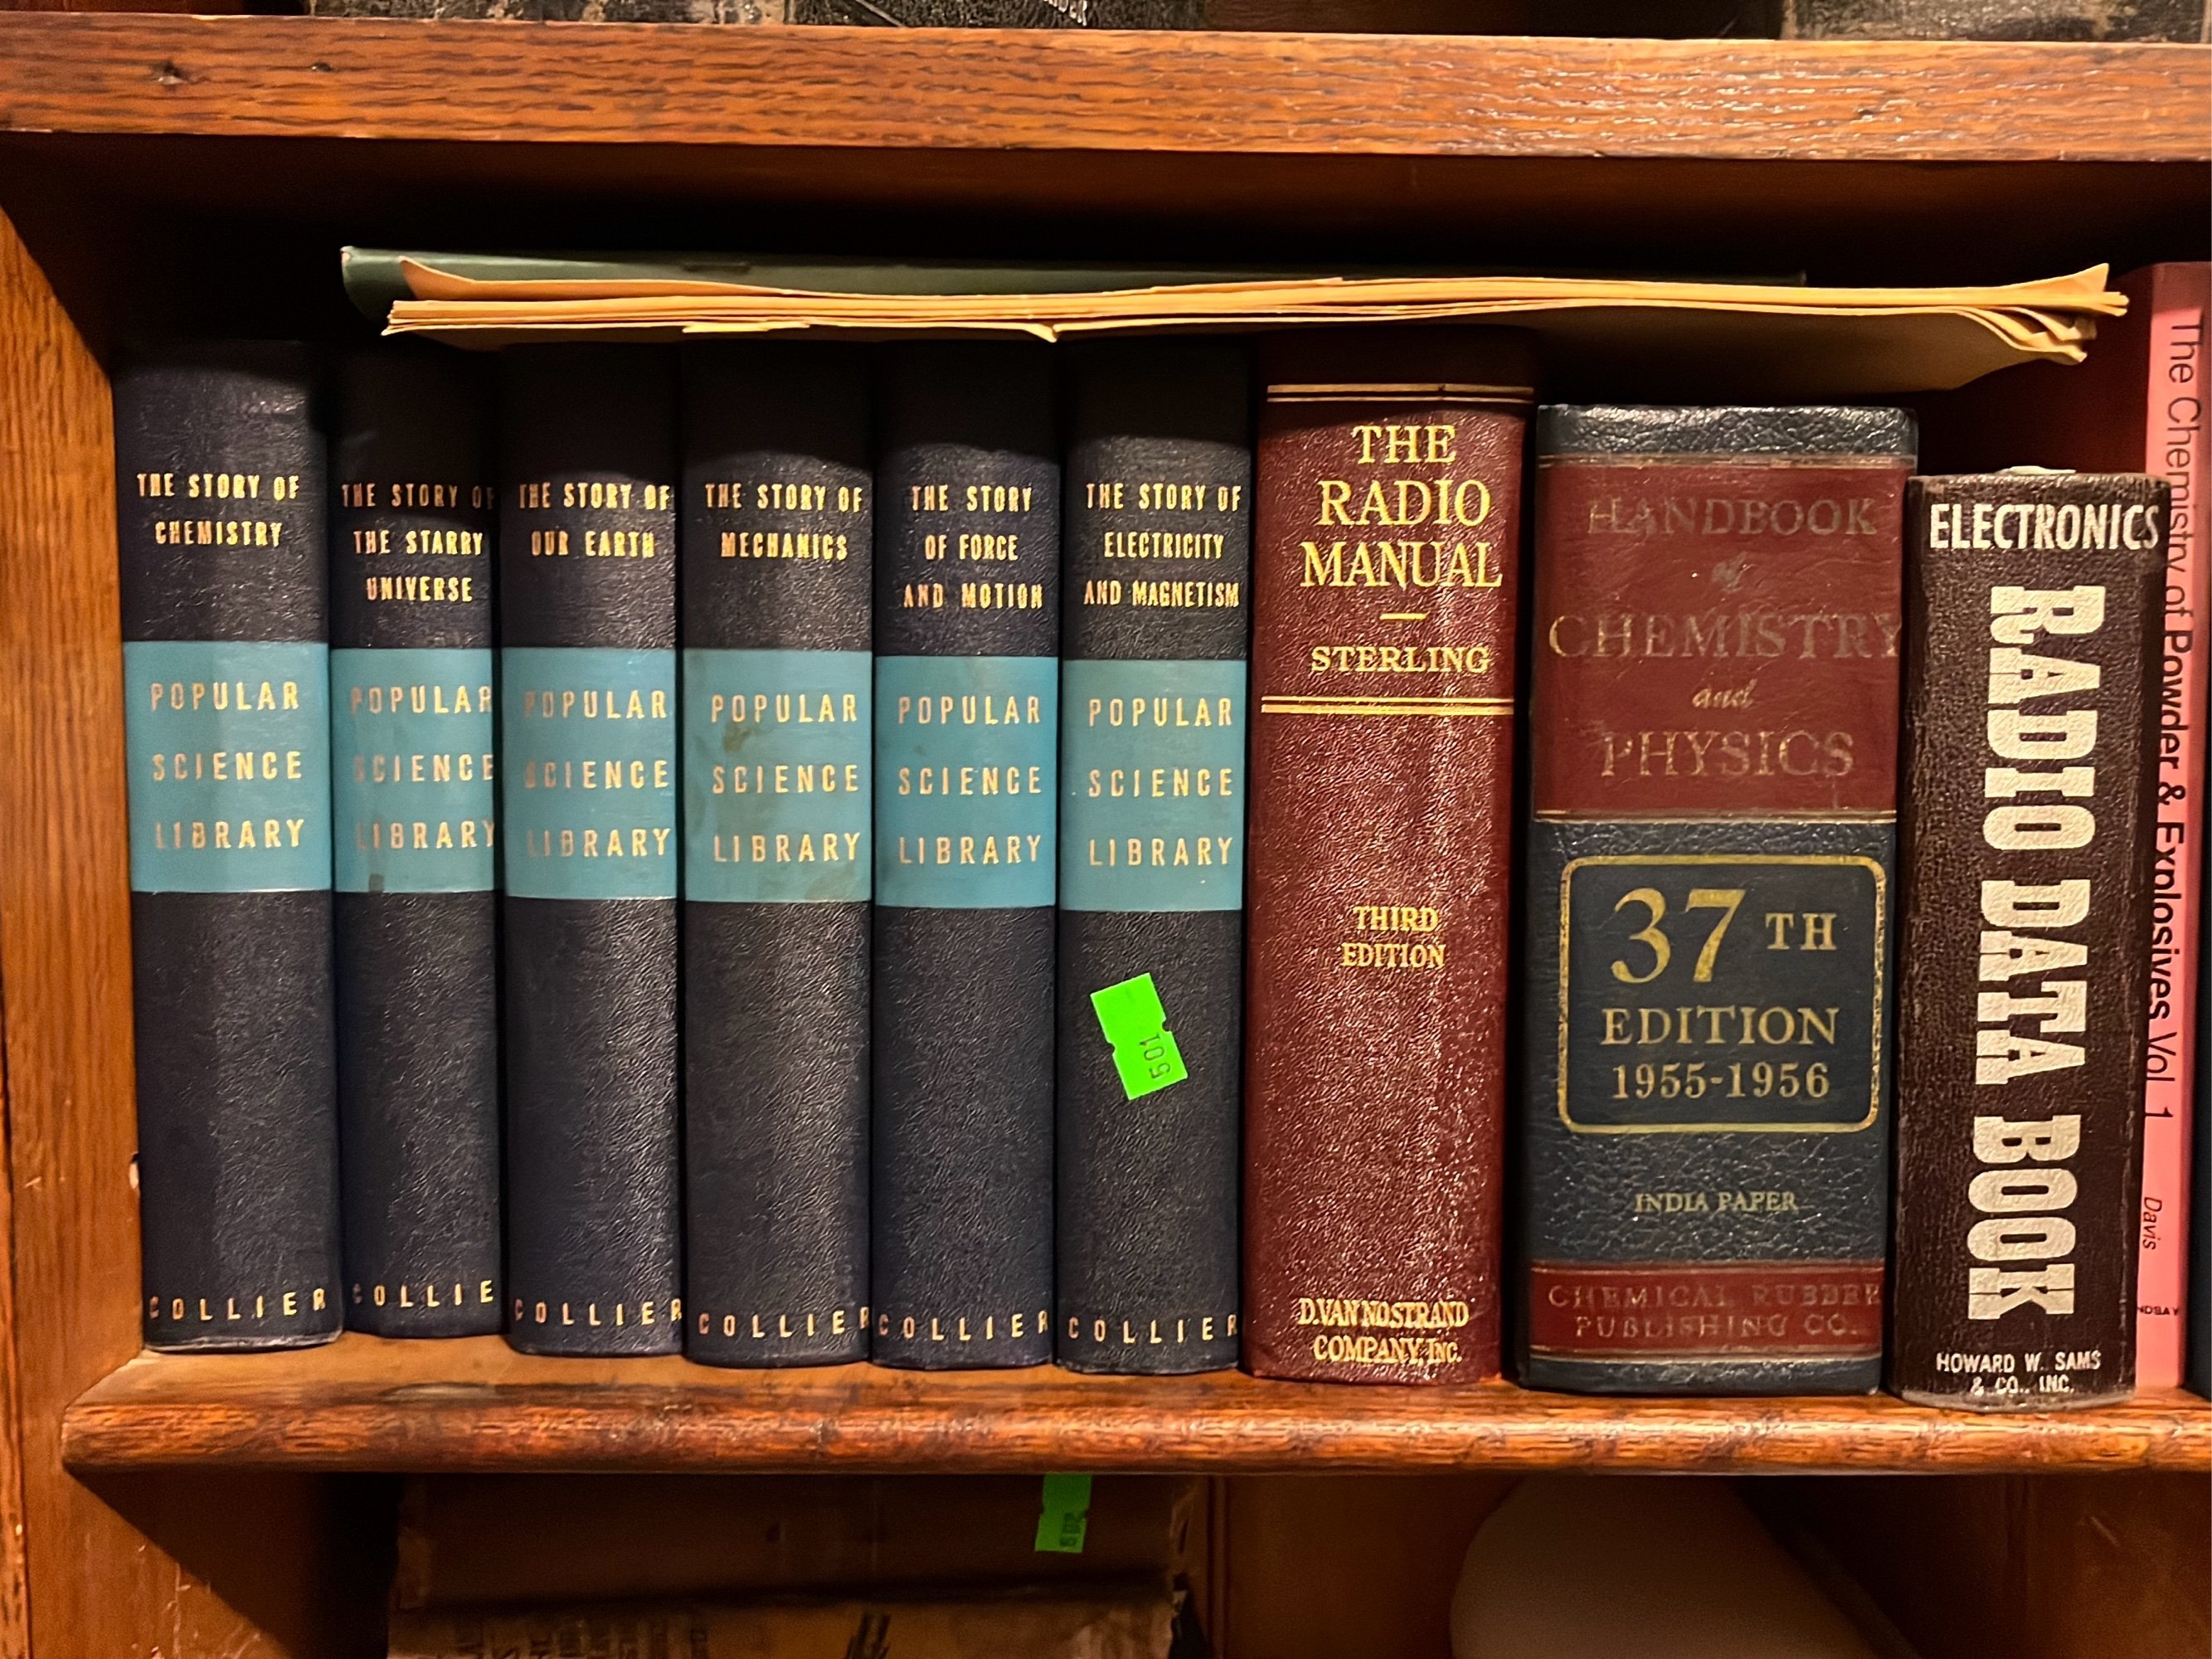 THE STORY OF
CHEMISTRY
POPULAR
SCIENCE
LIBRARY
COLLIER
THE STORY OF
THE STARRY
UNIVERSE
POPULAR
SCIENCE
LIBRARY
COLLIE
THE STORY OF
OUR EARTH
POPULAR
SCIENCE
LIBRARY
COLLIER
THE STORY OF
MECHANICS
POPULAR
SCIENCE
LIBRARY
COLLIER
THE STORY
OF FORCE
AND MOTION
POPULAR
SCIENCE
LIBRARY
COLLIER
THE STORY OF
ELECTRICITY
AND MAGNETISM
POPULAR
SCIENCE
LIBRARY
501
COLLIER
THE
RADIO
MANUAL
—
STERLING
THIRD
EDITION
D. VAN NOSTRAND
COMPANY, INC.
HANDBOOK
of
CHEMISTRY
and
PHYSICS
37TH
EDITION
1955-1956
INDIA PAPER
CHEMICAL RUBBER
PUBLISHING CO.
ELECTRONICS
RADIO DATA BOOK
HOWARD W. SAMS
& CO., INC.
The Chemistry of Powder & Explosives Vol. 1
Davis
NDSAY